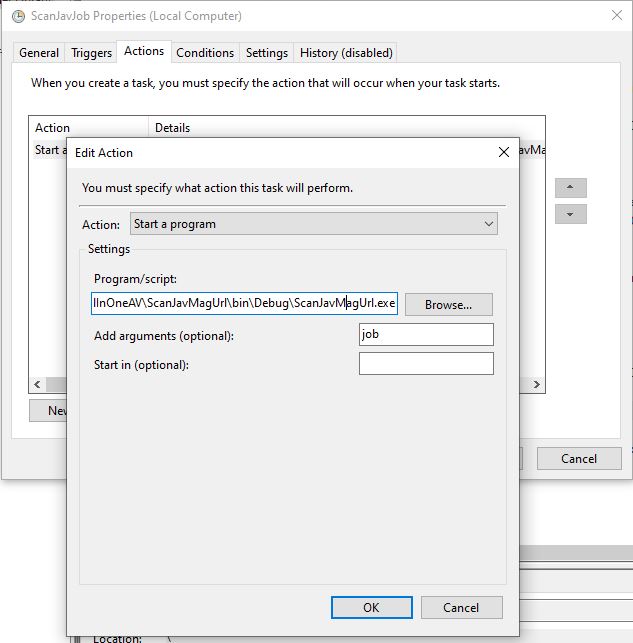 ScanJavJob Properties (Local Computer)
General Triggers Actions Conditions Settings History (disabled)
When you create a task, you must specify the action that will occur when your task starts.
Action Details
Start a
Edit Action
You must specify what action this task will perform.
Action: Start a program
Settings
Program/script:
llnOneAV\ScanJavMagUrl\bin\Debug\ScanJavMagUrl.exe Browse...
Add arguments (optional): job
Start in (optional):
New
Cancel
OK Cancel
Location: \